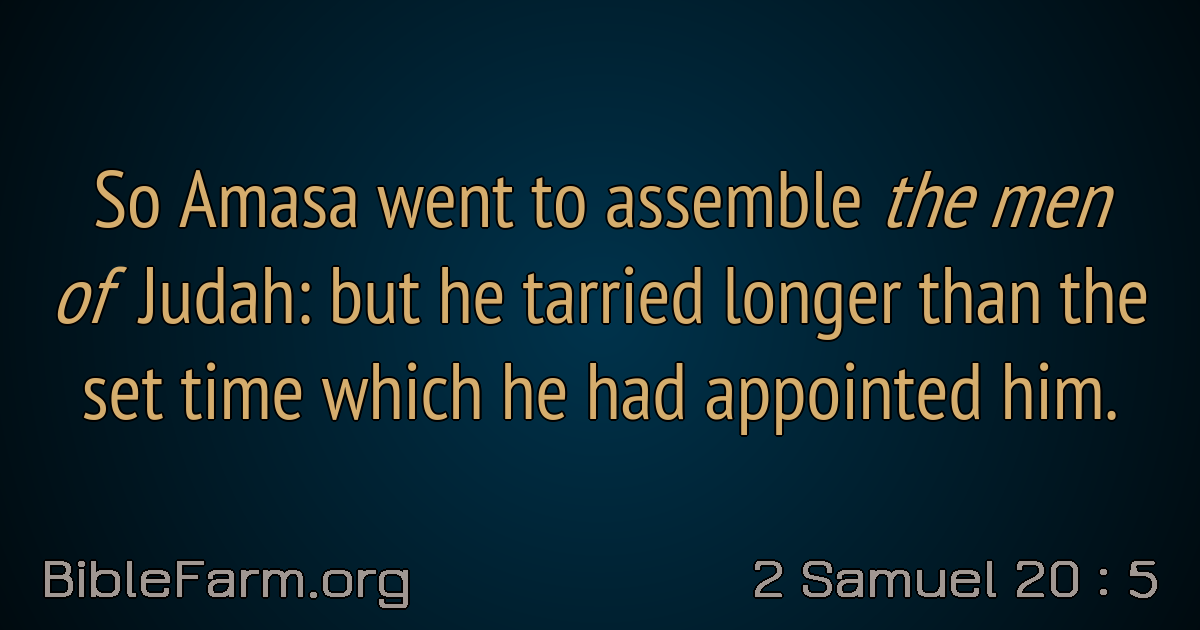 So Amasa went to assemble the men
of Judah: but he tarried longer than the
set time which he had appointed him.
BibleFarm.org
2 Samuel 20 : 5